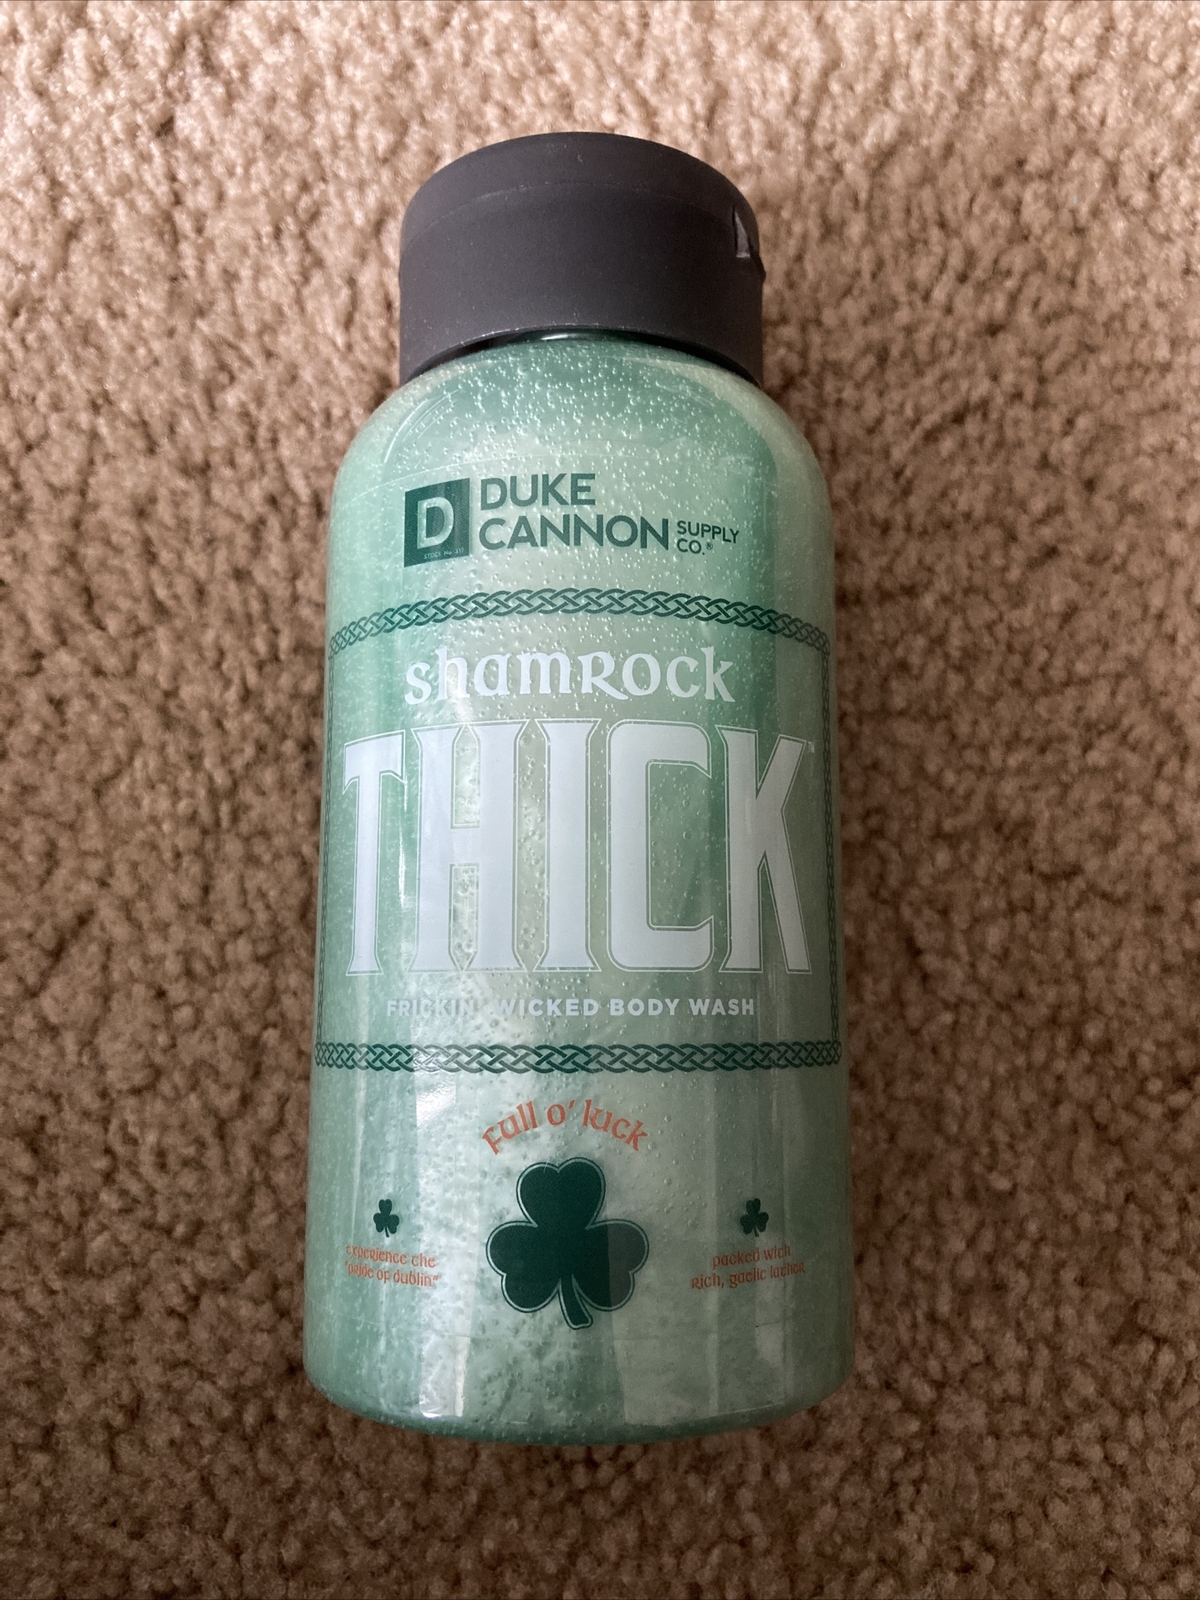 D
DUKE
CANNON SUPPLY
CO.®
shamrock
THICK
FRICKIN' WICKED BODY WASH
full o' luck
experience the
"pride of dublin"
packed with
rich, gaelic lather